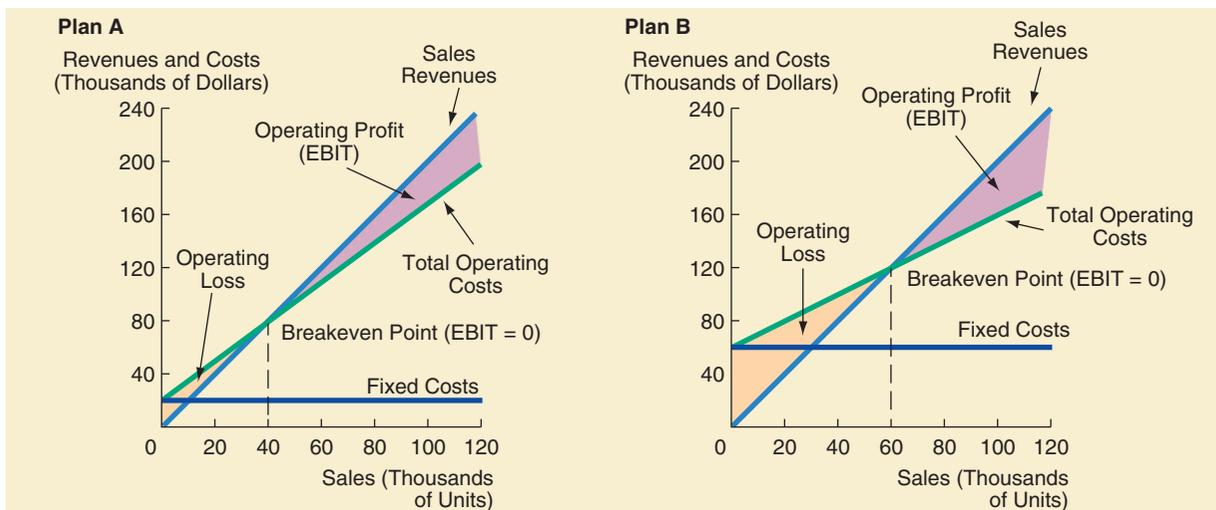 Plan A
Revenues and Costs
(Thousands of Dollars)
Sales
Revenues
Operating Profit
(EBIT)
Operating
Loss
Total Operating
Costs
Breakeven Point (EBIT = 0)
Fixed Costs
240
200
160
120
80
40
0
20
40
60
80
100
120
Sales (Thousands
of Units)
Plan B
Revenues and Costs
(Thousands of Dollars)
Sales
Revenues
Operating Profit
(EBIT)
Operating
Loss
Total Operating
Costs
Breakeven Point (EBIT = 0)
Fixed Costs
240
200
160
120
80
40
0
20
40
60
80
100
120
Sales (Thousands
of Units)